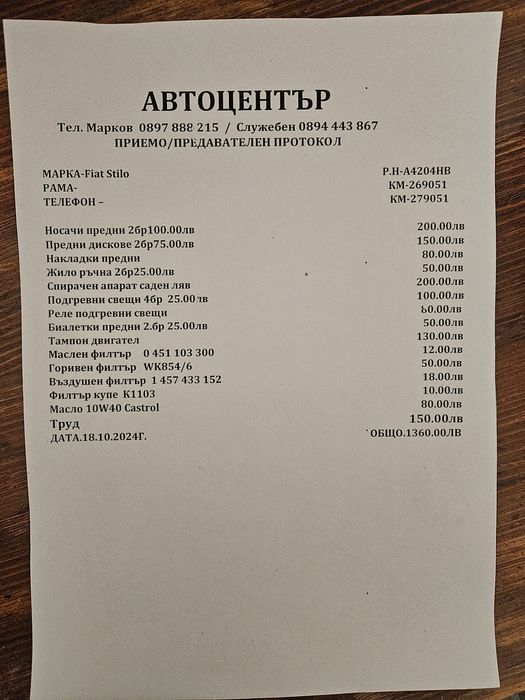 АВТОЦЕНТЪР
Тел. Марков 0897 888 215 / Служебен 0894 443 867
ПРИЕМО/ПРЕДАВАТЕЛЕН ПРОТОКОЛ
МАРКА-Fiat Stilo Р.Н-А4204НВ
РАМА- КМ-269051
ТЕЛЕФОН – КМ-279051
Носачи предни 2бр100.00лв 200.00лв
Предни дискове 2бр75.00лв 150.00лв
Накладки предни 80.00лв
Жило ръчна 2бр25.00лв 50.00лв
Спирачен апарат саден ляв 200.00лв
Подгревни свещи 4бр 25.00лв 100.00лв
Реле подгревни свещи 60.00лв
Биалетки предни 2.бр 25.00лв 50.00лв
Тампон двигател 130.00лв
Маслен филтър 0 451 103 300 12.00лв
Горивен филтър WK854/6 50.00лв
Въздушен филтър 1 457 433 152 18.00лв
Филтър купе K1103 10.00лв
Масло 10W40 Castrol 80.00лв
Труд 150.00лв
ДАТА.18.10.2024Г. ОБЩО.1360.00ЛВ